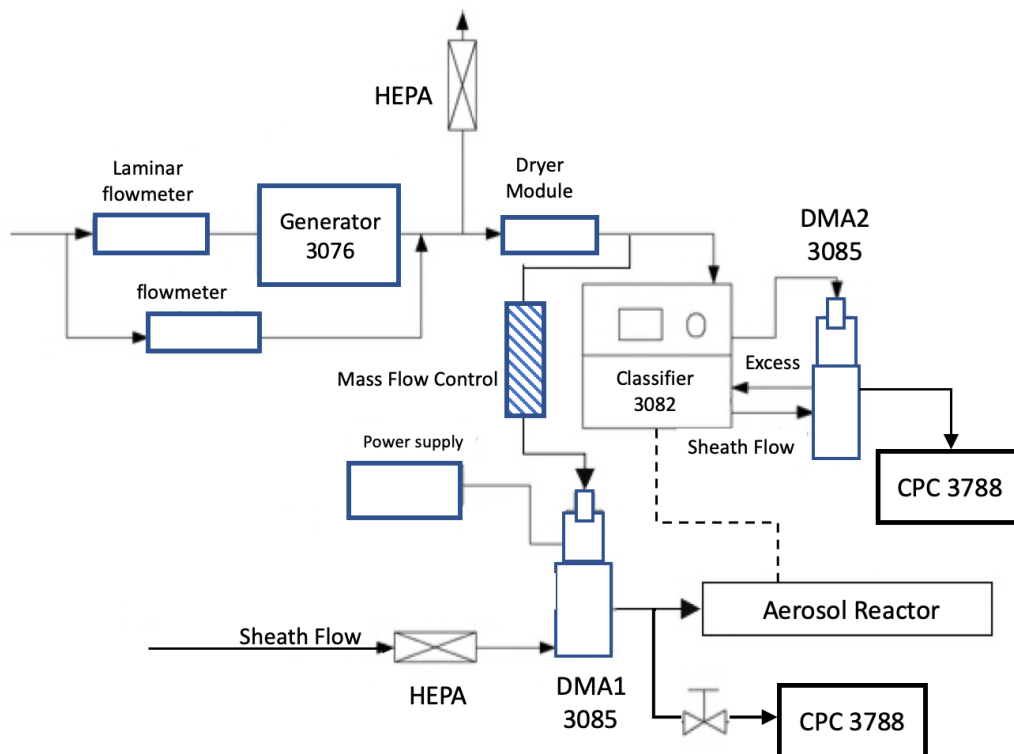 HEPA
Laminar
flowmeter
Generator
3076
Dryer
Module
DMA2
3085
flowmeter
Mass Flow Control
Classifier
3082
Excess
Sheath Flow
Power supply
CPC 3788
Sheath Flow
HEPA
DMA1
3085
Aerosol Reactor
CPC 3788